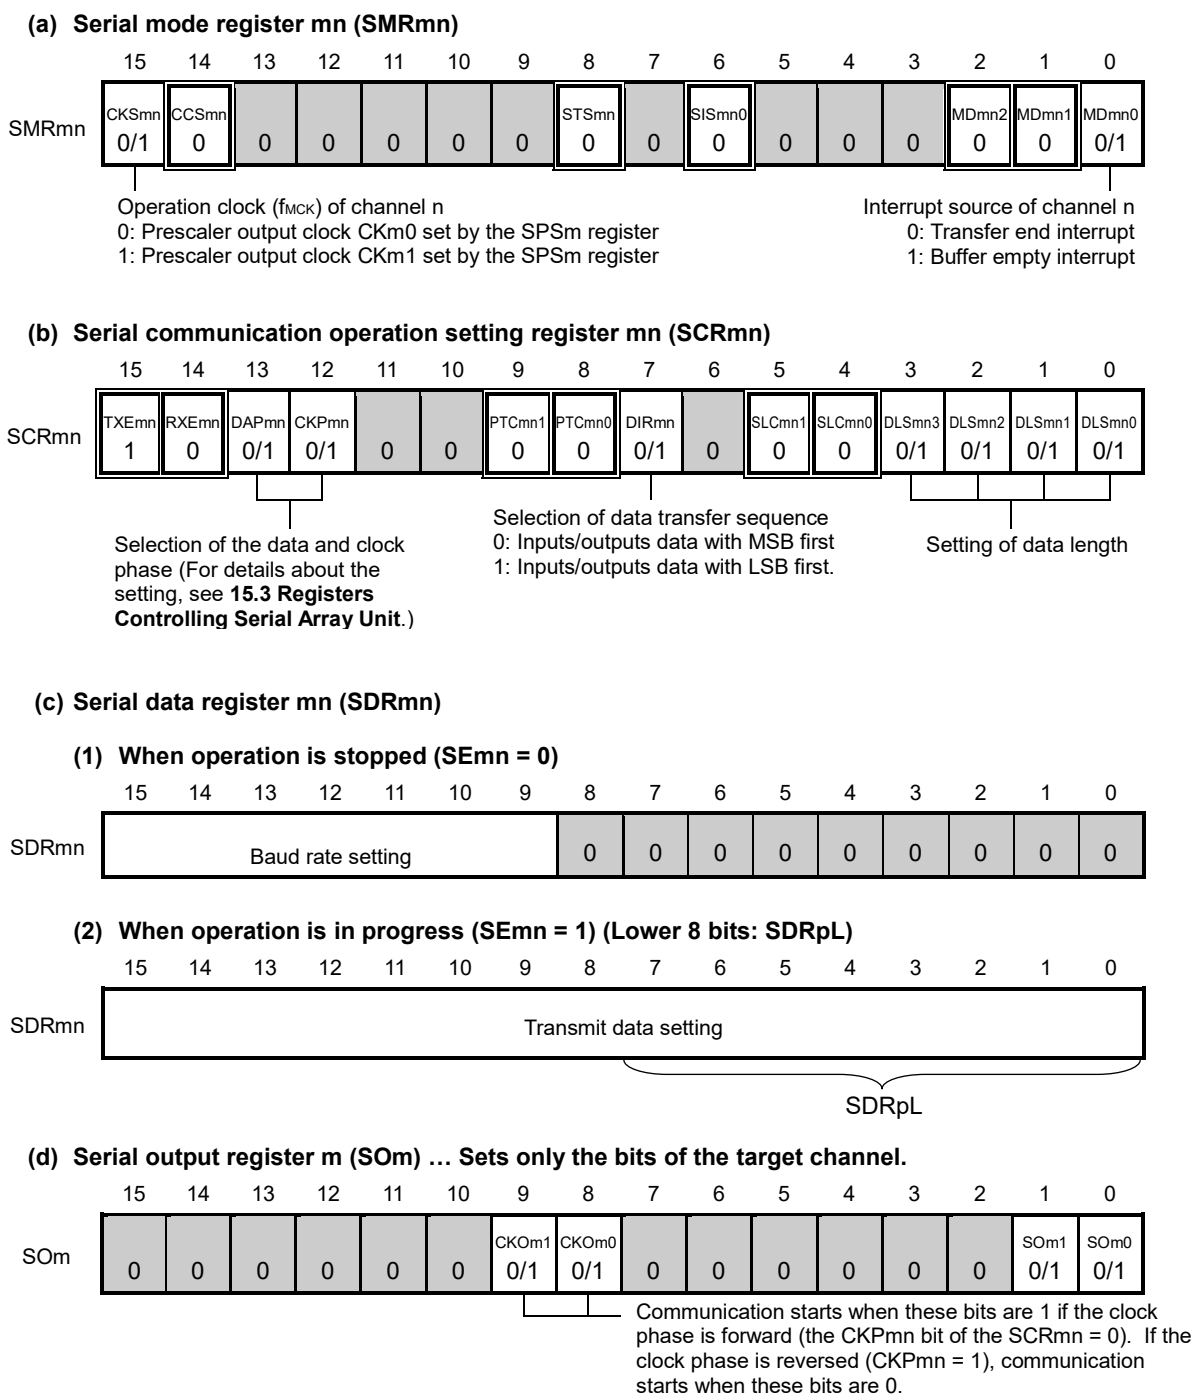 (a) Serial mode register mn (SMRmn)
15 14 13 12 11 10 9 8 7 6 5 4 3 2 1 0
CKSmn CCSmn STSmn SISmn0 MDmn2 MDmn1 MDmn0
SMRmn 0/1 0 0 0 0 0 0 0 0 0 0 0 0 0 0 0/1
Operation clock (fMCK) of channel n
0: Prescaler output clock CKm0 set by the SPSm register
1: Prescaler output clock CKm1 set by the SPSm register
Interrupt source of channel n
0: Transfer end interrupt
1: Buffer empty interrupt
(b) Serial communication operation setting register mn (SCRmn)
15 14 13 12 11 10 9 8 7 6 5 4 3 2 1 0
TXEmn RXEmn DAPmn CKPmn PTCmn1 PTCmn0 DIRmn SLCmn1 SLCmn0 DLSmn3 DLSmn2 DLSmn1 DLSmn0
SCRmn 1 0 0/1 0/1 0 0 0 0 0/1 0 0 0 0/1 0/1 0/1 0/1
Selection of the data and clock
phase (For details about the
setting, see 15.3 Registers
Controlling Serial Array Unit.)
Selection of data transfer sequence
0: Inputs/outputs data with MSB first
1: Inputs/outputs data with LSB first.
Setting of data length
(c) Serial data register mn (SDRmn)
(1) When operation is stopped (SEmn = 0)
15 14 13 12 11 10 9 8 7 6 5 4 3 2 1 0
SDRmn Baud rate setting 0 0 0 0 0 0 0 0 0
(2) When operation is in progress (SEmn = 1) (Lower 8 bits: SDRpL)
15 14 13 12 11 10 9 8 7 6 5 4 3 2 1 0
SDRmn Transmit data setting
SDRpL
(d) Serial output register m (SOm) … Sets only the bits of the target channel.
15 14 13 12 11 10 9 8 7 6 5 4 3 2 1 0
CKOm1 CKOm0 SOm1 SOm0
SOm 0 0 0 0 0 0 0/1 0/1 0 0 0 0 0 0 0/1 0/1
Communication starts when these bits are 1 if the clock
phase is forward (the CKPmn bit of the SCRmn = 0). If the
clock phase is reversed (CKPmn = 1), communication
starts when these bits are 0.